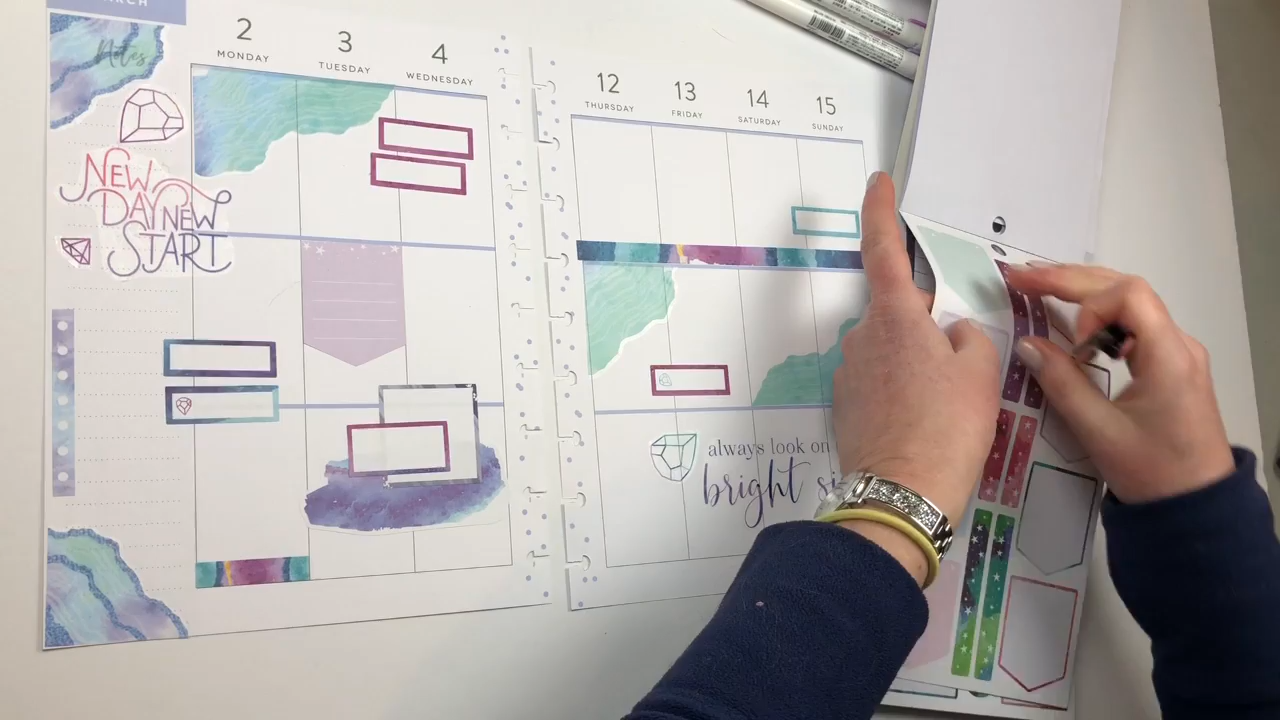 Notes
2
MONDAY
3
TUESDAY
4
WEDNESDAY
12
THURSDAY
13
FRIDAY
14
SATURDAY
15
SUNDAY
NEW
DAY NEW
START
always look on
bright